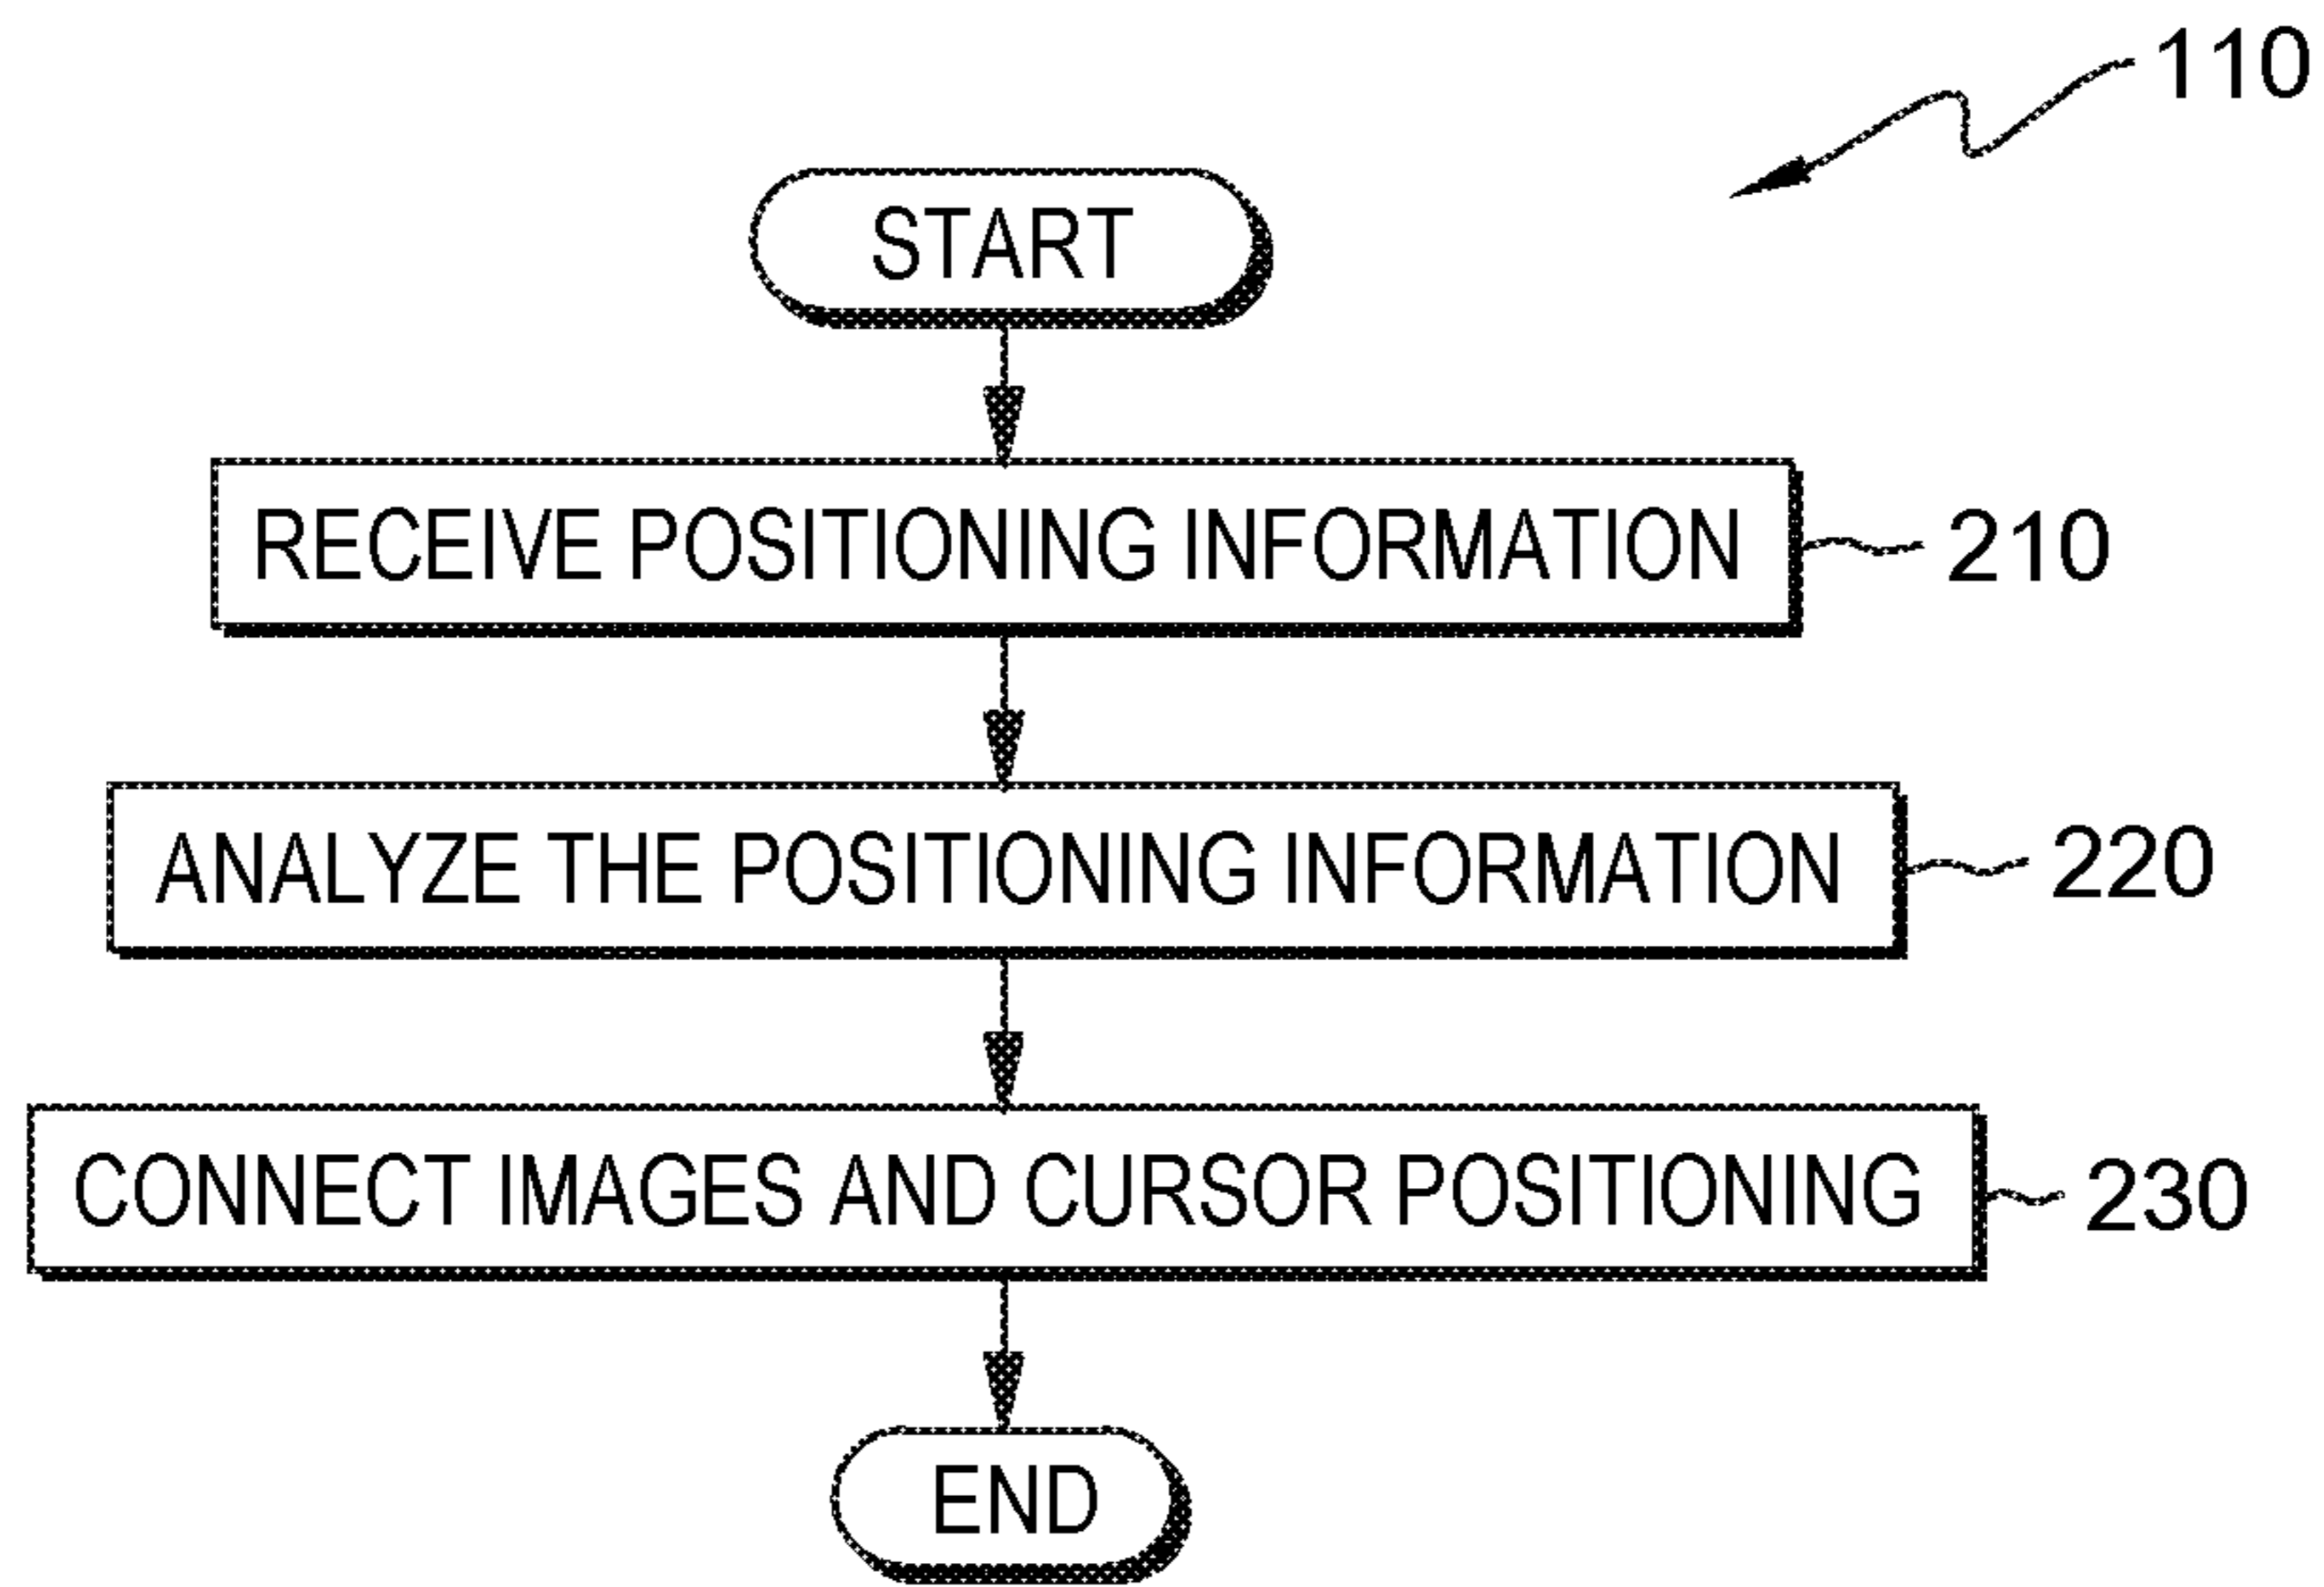 110
START
RECEIVE POSITIONING INFORMATION 210
ANALYZE THE POSITIONING INFORMATION 220
CONNECT IMAGES AND CURSOR POSITIONING 230
END